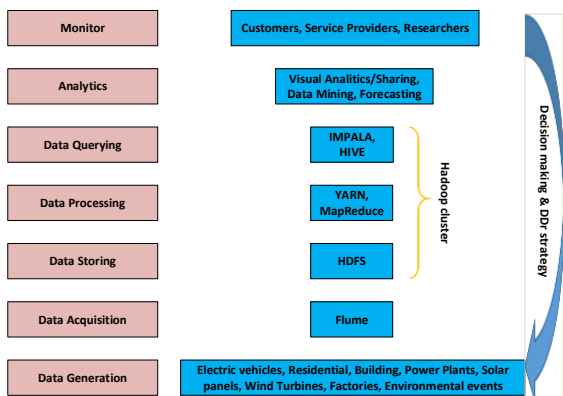 Monitor
Customers, Service Providers, Researchers
Analytics
Visual Analitics/Sharing,
Data Mining, Forecasting
Data Querying
IMPALA,
HIVE
Data Processing
YARN,
MapReduce
Data Storing
HDFS
Data Acquisition
Flume
Data Generation
Electric vehicles, Residential, Building, Power Plants, Solar
panels, Wind Turbines, Factories, Environmental events
Hadoop cluster
Decision making & DDr strategy